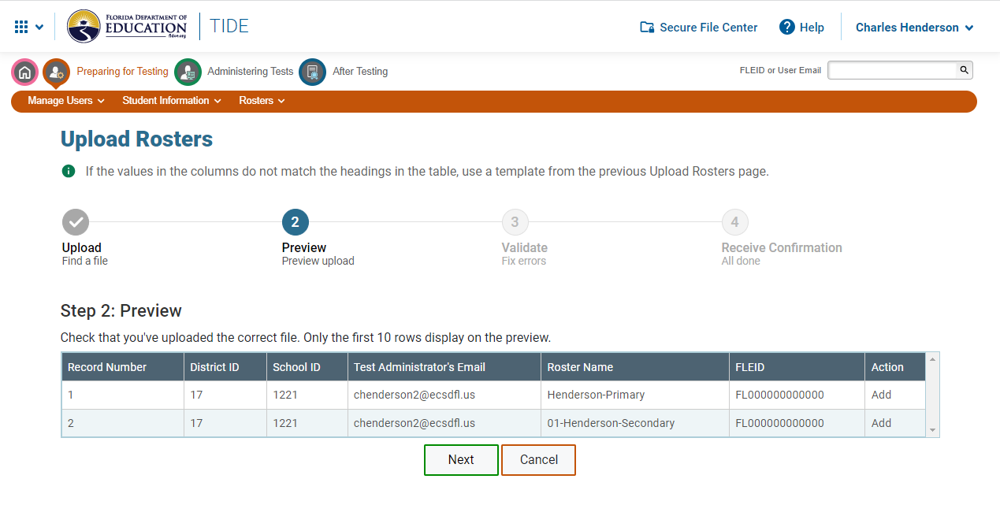 FLORIDA DEPARTMENT OF
EDUCATION
fldoe.org
TIDE
Secure File Center
? Help
Charles Henderson
Preparing for Testing
Administering Tests
After Testing
FLEID or User Email
Manage Users
Student Information
Rosters
Upload Rosters
i If the values in the columns do not match the headings in the table, use a template from the previous Upload Rosters page.
2
3
4
Upload
Preview
Validate
Receive Confirmation
Find a file
Preview upload
Fix errors
All done
Step 2: Preview
Check that you've uploaded the correct file. Only the first 10 rows display on the preview.
Record Number District ID School ID Test Administrator's Email Roster Name FLEID Action
1 17 1221 chenderson2@ecsdfl.us Henderson-Primary FL000000000000 Add
2 17 1221 chenderson2@ecsdfl.us 01-Henderson-Secondary FL000000000000 Add
Next
Cancel